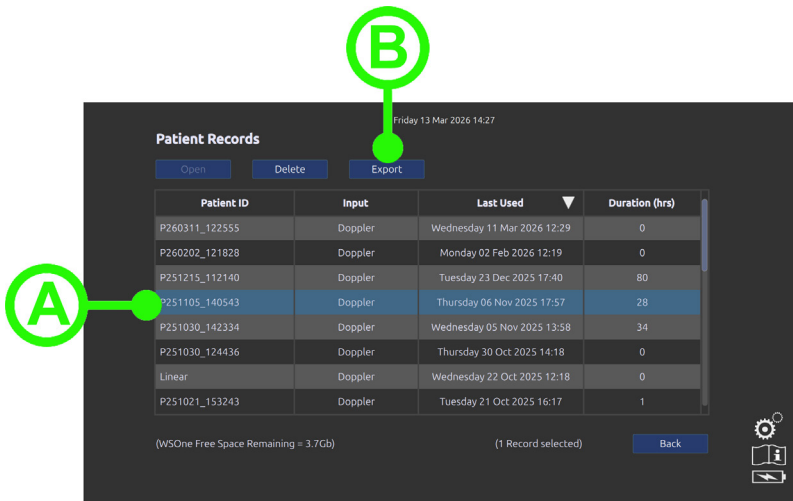 B
Friday 13 Mar 2026 14:27
Patient Records
Open Delete Export
Patient ID Input Last Used Duration (hrs)
P260311_122555 Doppler Wednesday 11 Mar 2026 12:29 0
P260202_121828 Doppler Monday 02 Feb 2026 12:19 0
P251215_112140 Doppler Tuesday 23 Dec 2025 17:40 80
A
P251105_140543 Doppler Thursday 06 Nov 2025 17:57 28
P251030_142334 Doppler Wednesday 05 Nov 2025 13:58 34
P251030_124436 Doppler Thursday 30 Oct 2025 14:18 0
Linear Doppler Wednesday 22 Oct 2025 12:18 0
P251021_153243 Doppler Tuesday 21 Oct 2025 16:17 1
(WSOne Free Space Remaining = 3.7Gb) (1 Record selected) Back